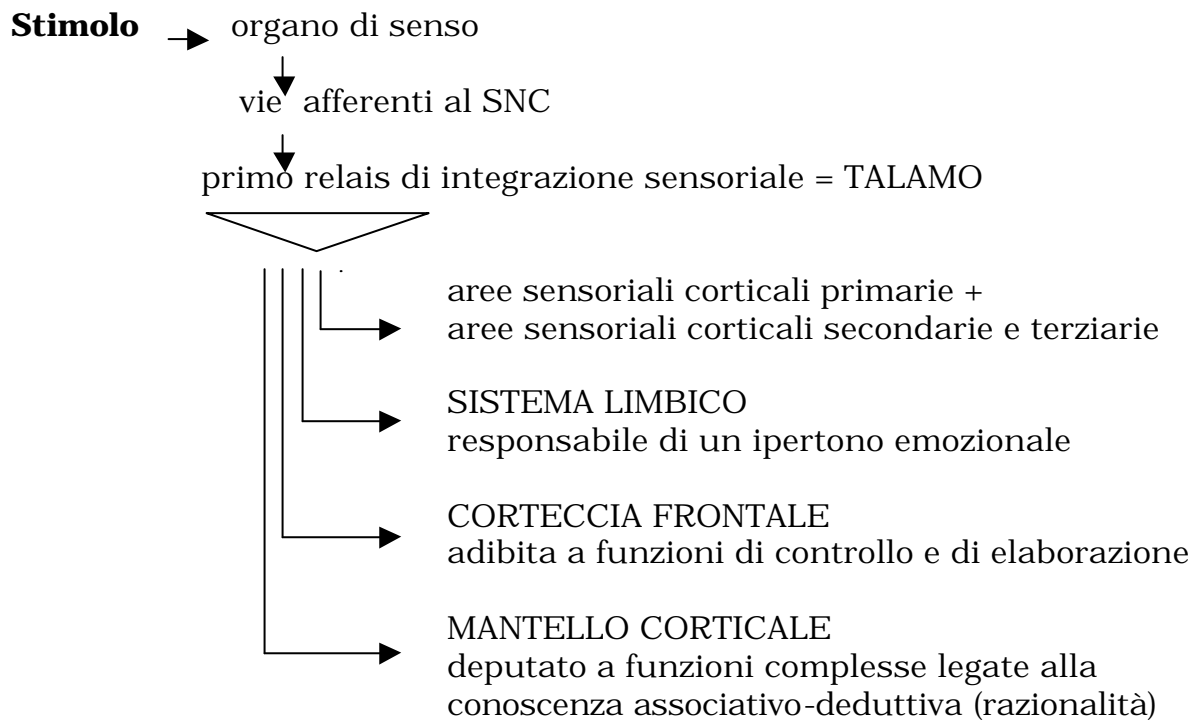 Stimolo organo di senso
vie afferenti al SNC
primo relais di integrazione sensoriale = TALAMO
aree sensoriali corticali primarie +
aree sensoriali corticali secondarie e terziarie
SISTEMA LIMBICO
responsabile di un ipertono emozionale
CORTECCIA FRONTALE
adibita a funzioni di controllo e di elaborazione
MANTELLO CORTICALE
deputato a funzioni complesse legate alla
conoscenza associativo-deduttiva (razionalità)